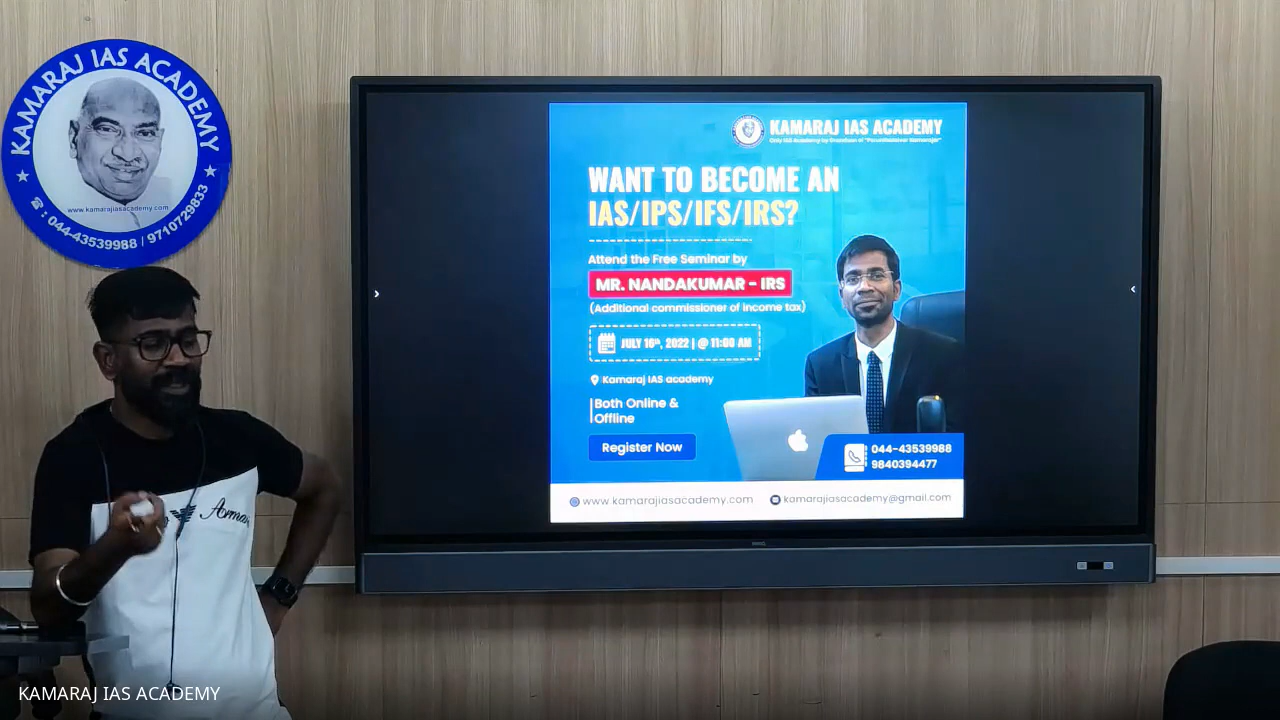 KAMARAJ IAS ACADEMY
www.kamarajiasacademy.com
☎ : 044-43539988 / 9710729833
KAMARAJ IAS ACADEMY
WANT TO BECOME AN
IAS/IPS/IFS/IRS?
Attend the Free Seminar by
MR. NANDAKUMAR - IRS
(Additional commissioner of income tax)
JULY 16th, 2022 | @ 11:00 AM
Kamaraj IAS academy
Both Online &
Offline
Register Now
044-43539988
9840394477
www.kamarajiasacademy.com
kamarajiasacademy@gmail.com
KAMARAJ IAS ACADEMY